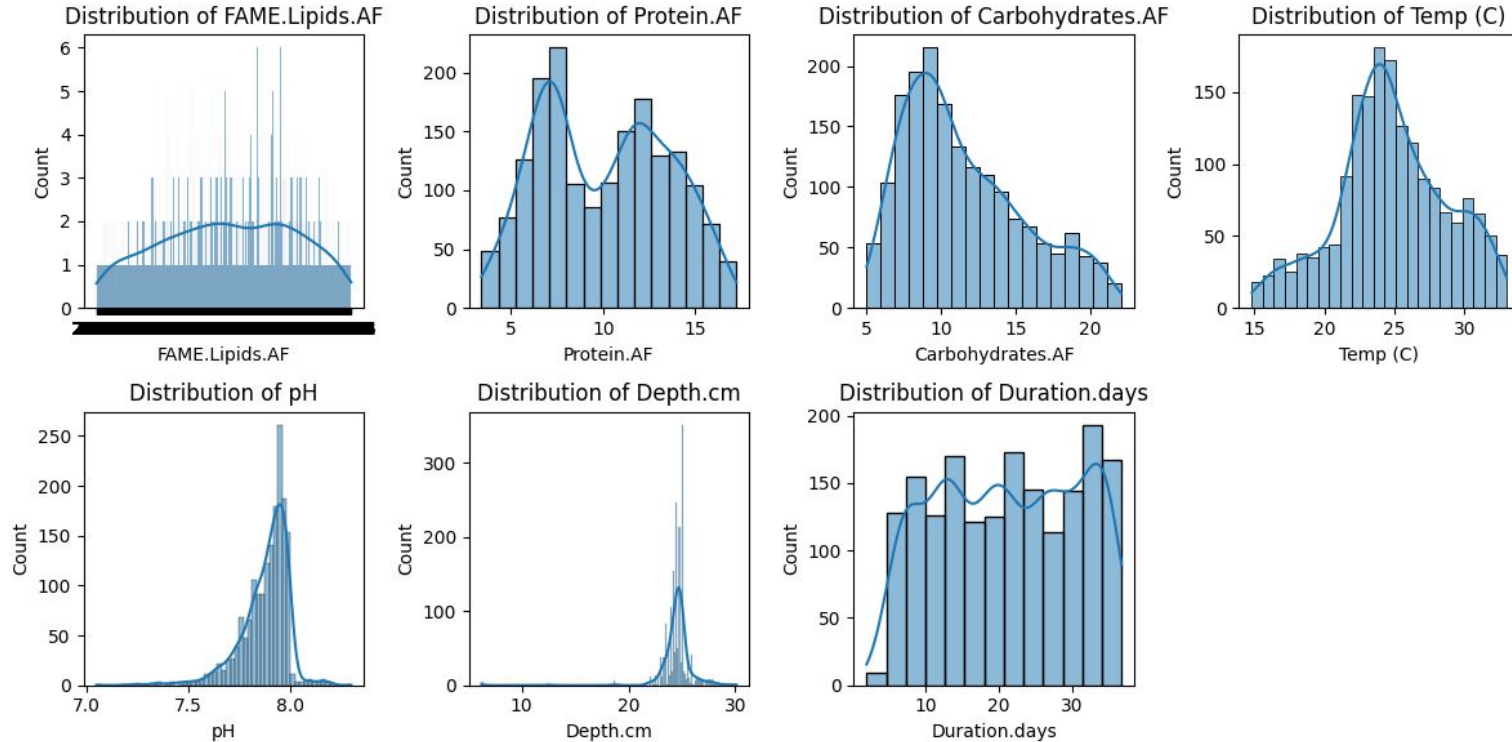 Distribution of FAME.Lipids.AF
Distribution of Protein.AF
Distribution of Carbohydrates.AF
Distribution of Temp (C)
6
5
4
3
2
1
0
Count
FAME.Lipids.AF
200
150
100
50
0
Count
5 10 15
Protein.AF
200
150
100
50
0
Count
5 10 15 20
Carbohydrates.AF
150
100
50
0
Count
15 20 25 30
Temp (C)
Distribution of pH
Distribution of Depth.cm
Distribution of Duration.days
250
200
150
100
50
0
Count
7.0 7.5 8.0
pH
300
200
100
0
Count
10 20 30
Depth.cm
200
150
100
50
0
Count
10 20 30
Duration.days